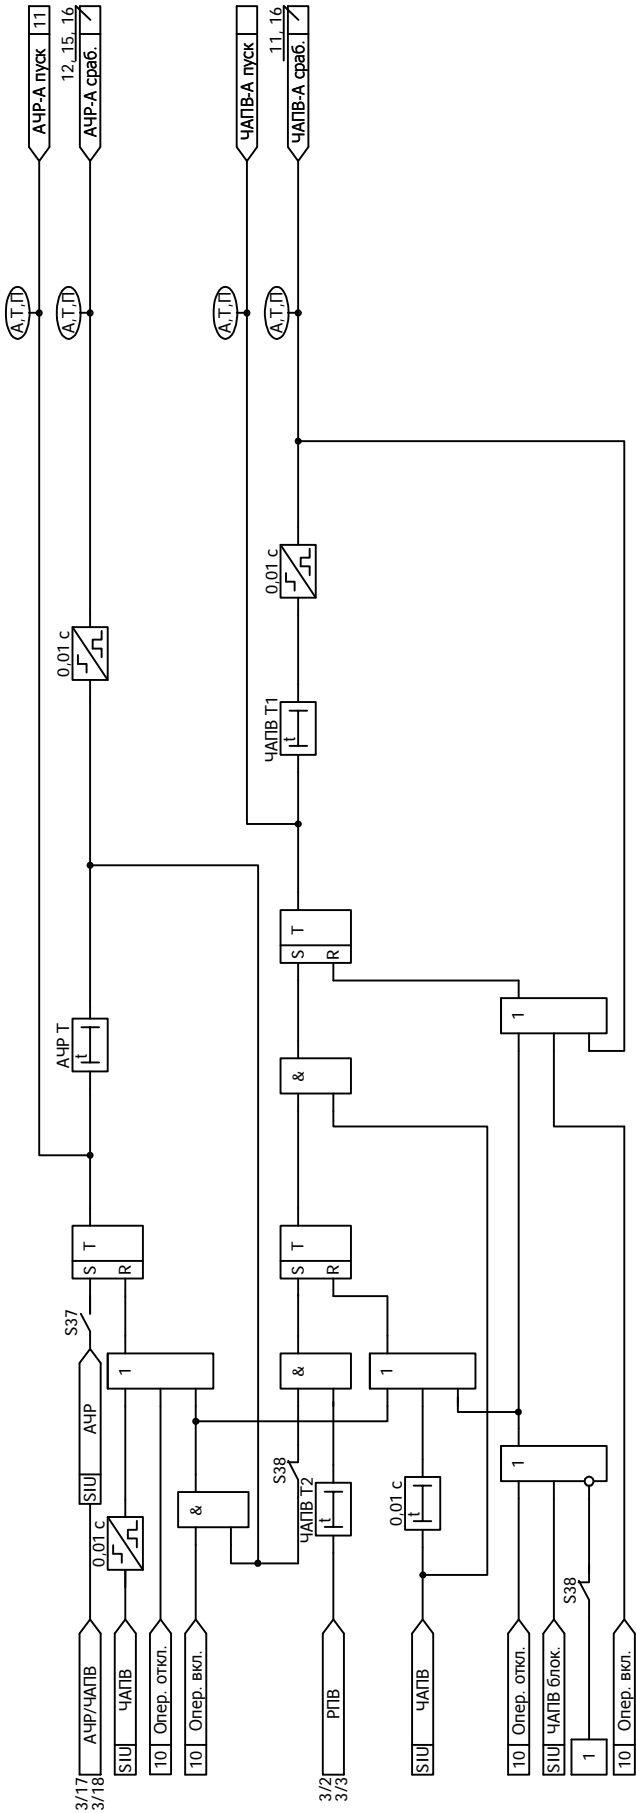 3/17
3/18
АЧР/ЧАПВ
SIU
АЧР
S37
S
T
R
АЧР Т
t
0,01 с
А,Т,П
А,Т,П
АЧР-А пуск
11
12, 15, 16
АЧР-А сраб.
SIU
ЧАПВ
0,01 с
1
10
Опер. откл.
10
Опер. вкл.
&
S38
&
S
T
R
&
S
T
R
ЧАПВ Т1
t
0,01 с
А,Т,П
А,Т,П
ЧАПВ-А пуск
11, 16
ЧАПВ-А сраб.
3/2
3/3
РПВ
ЧАПВ Т2
t
1
SIU
ЧАПВ
0,01 с
t
10
Опер. откл.
1
1
SIU
ЧАПВ блок.
1
S38
10
Опер. вкл.